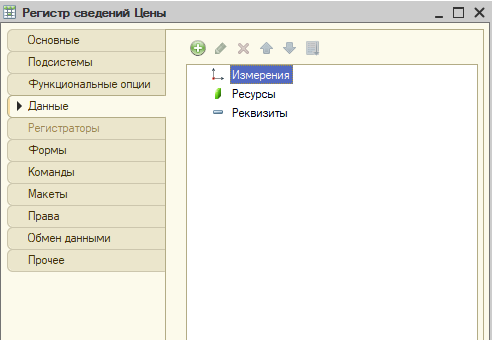 Регистр сведений Цены
Основные
Подсистемы
Функциональные опции
Данные
Регистраторы
Формы
Команды
Макеты
Права
Обмен данными
Прочее
Измерения
Ресурсы
Реквизиты